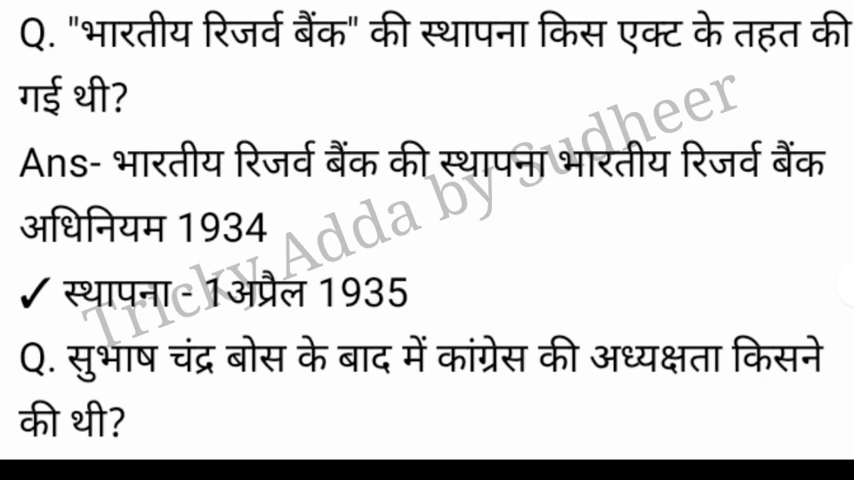 Q. "भारतीय रिजर्व बैंक" की स्थापना किस एक्ट के तहत की
गई थी?
Ans- भारतीय रिजर्व बैंक की स्थापना भारतीय रिजर्व बैंक
अधिनियम 1934
✓ स्थापना - 1अप्रैल 1935
Q. सुभाष चंद्र बोस के बाद में कांग्रेस की अध्यक्षता किसने
की थी?
Tricky Adda by Sudheer